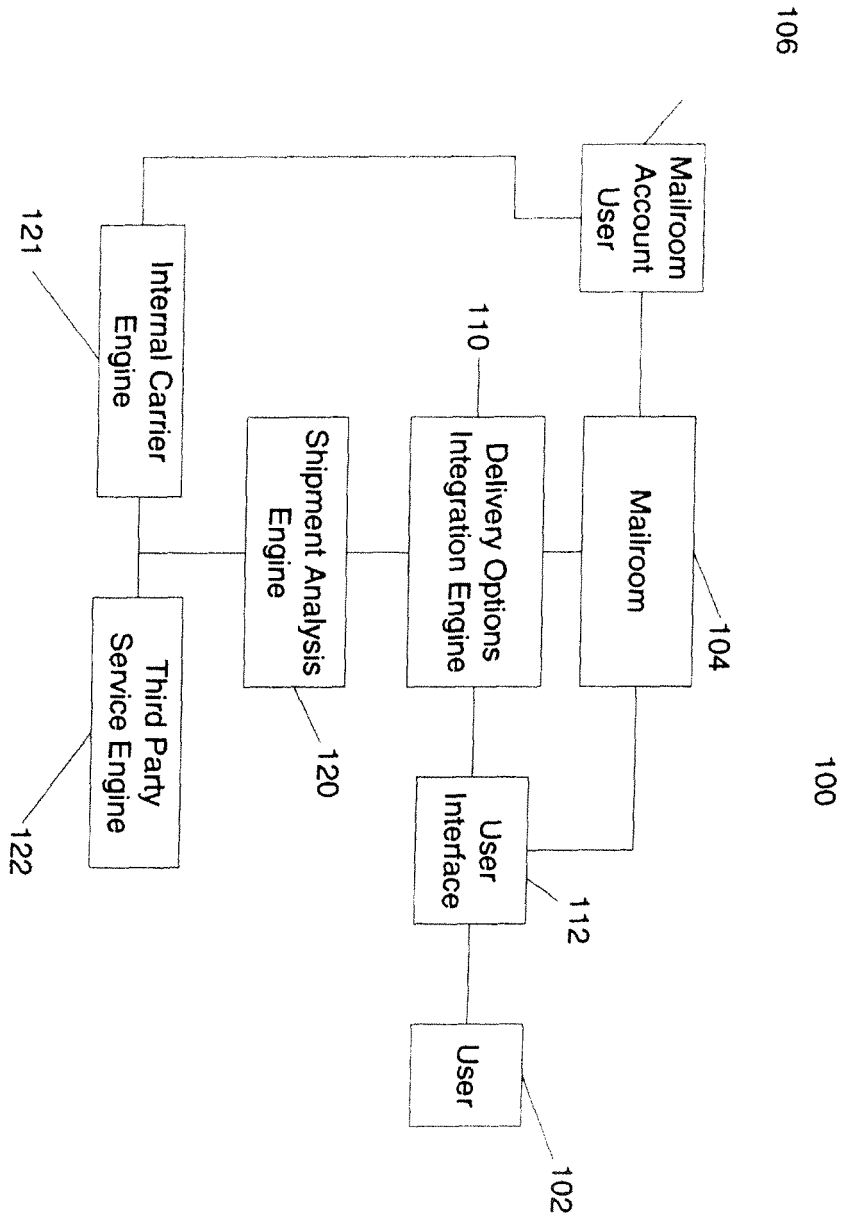 100
106
Mailroom
Account
User
Mailroom
104
110
Delivery Options
Integration Engine
User
Interface
112
User
102
Shipment Analysis
Engine
120
121
Internal Carrier
Engine
Third Party
Service Engine
122